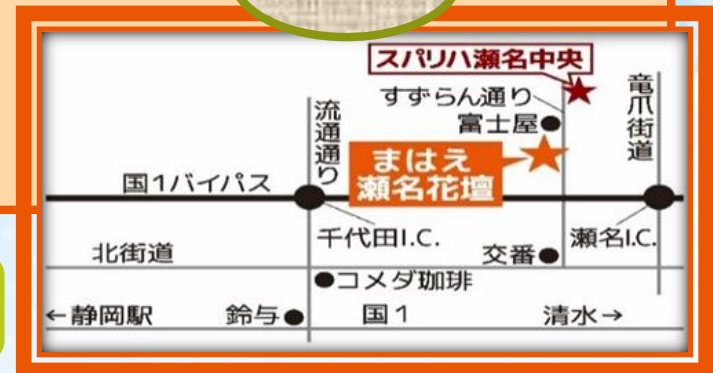 スパリハ瀬名中央
すずらん通り
竜爪街道
流通通り
富士屋
まはえ
瀬名花壇
国1バイパス
千代田I.C.
瀬名I.C.
北街道
交番
コメダ珈琲
←静岡駅
鈴与
国1
清水→